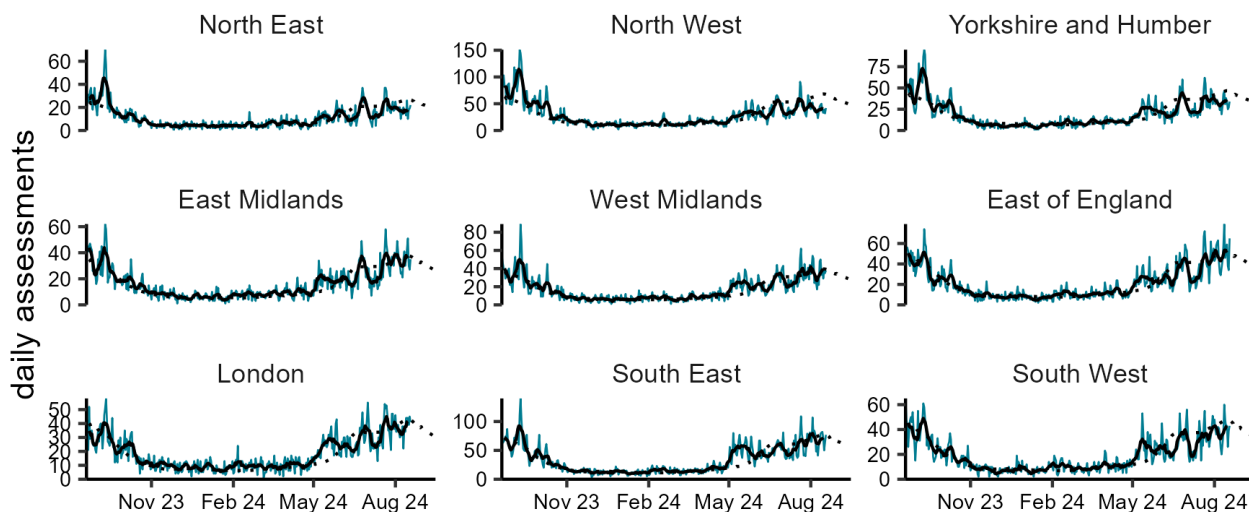 North East
North West
Yorkshire and Humber
60
40
20
0
150
100
50
0
75
50
25
0
daily assessments
East Midlands
West Midlands
East of England
60
40
20
0
80
60
40
20
0
60
40
20
0
London
South East
South West
50
40
30
20
10
0
100
50
0
60
40
20
0
Nov 23 Feb 24 May 24 Aug 24
Nov 23 Feb 24 May 24 Aug 24
Nov 23 Feb 24 May 24 Aug 24